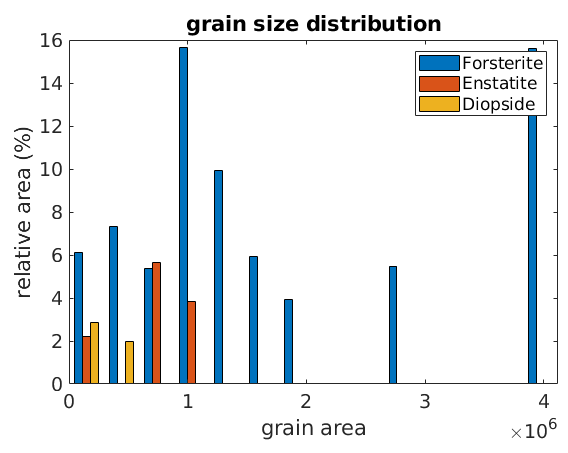 grain size distribution
Forsterite
Enstatite
Diopside
relative area (%)
16
14
12
10
8
6
4
2
0
0 1 2 3 4
grain area
×10^6